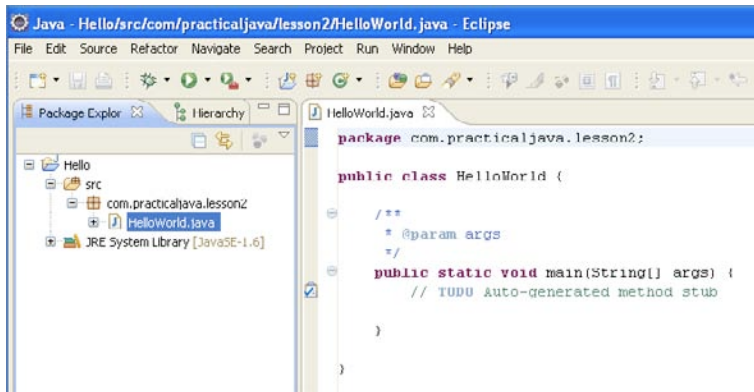 Java - Hello/src/com/practicaljava/lesson2/HelloWorld.java - Eclipse
File Edit Source Refactor Navigate Search Project Run Window Help
Package Explor Hierarchy
HelloWorld.java
Hello
src
com.practicaljava.lesson2
HelloWorld.java
JRE System Library [JavaSE-1.6]
package com.practicaljava.lesson2;
public class HelloWorld {
/**
* @param args
*/
public static void main(String[] args) {
// TODO Auto-generated method stub
}
}